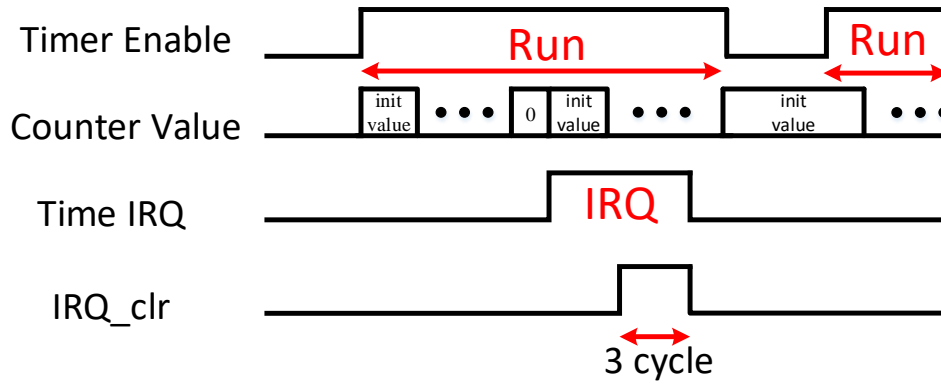 Timer Enable
Run
Run
Counter Value
init
value
0
init
value
init
value
Time IRQ
IRQ
IRQ_clr
3 cycle